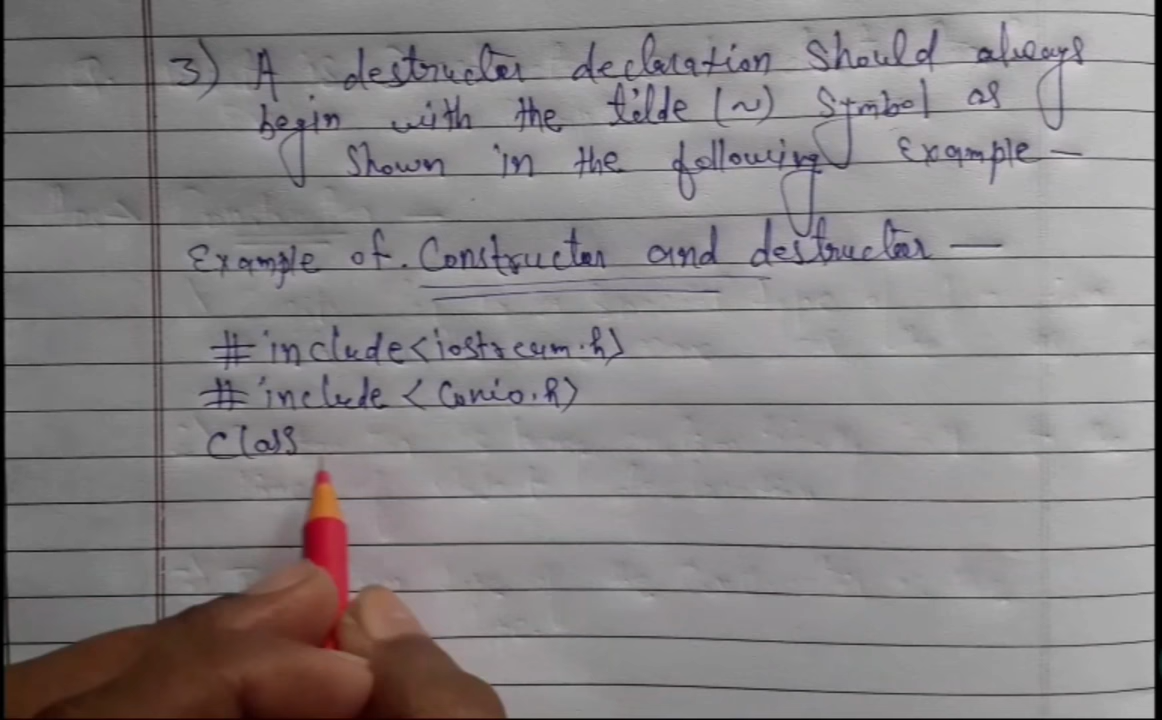 3) A destructor declaration should always
begin with the tilde (~) symbol as
shown in the following example —
Example of. Constructor and destructor —
#include<iostream.h>
#include <conio.h>
class